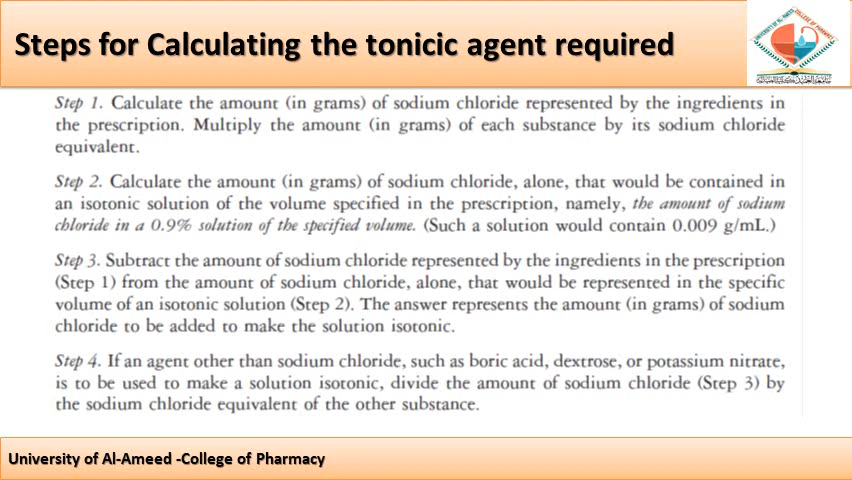 Steps for Calculating the tonicic agent required
UNIVERSITY OF AL-AMEED COLLEGE OF PHARMACY
Step 1. Calculate the amount (in grams) of sodium chloride represented by the ingredients in
the prescription. Multiply the amount (in grams) of each substance by its sodium chloride
equivalent.
Step 2. Calculate the amount (in grams) of sodium chloride, alone, that would be contained in
an isotonic solution of the volume specified in the prescription, namely, the amount of sodium
chloride in a 0.9% solution of the specified volume. (Such a solution would contain 0.009 g/mL.)
Step 3. Subtract the amount of sodium chloride represented by the ingredients in the prescription
(Step 1) from the amount of sodium chloride, alone, that would be represented in the specific
volume of an isotonic solution (Step 2). The answer represents the amount (in grams) of sodium
chloride to be added to make the solution isotonic.
Step 4. If an agent other than sodium chloride, such as boric acid, dextrose, or potassium nitrate,
is to be used to make a solution isotonic, divide the amount of sodium chloride (Step 3) by
the sodium chloride equivalent of the other substance.
University of Al-Ameed -College of Pharmacy